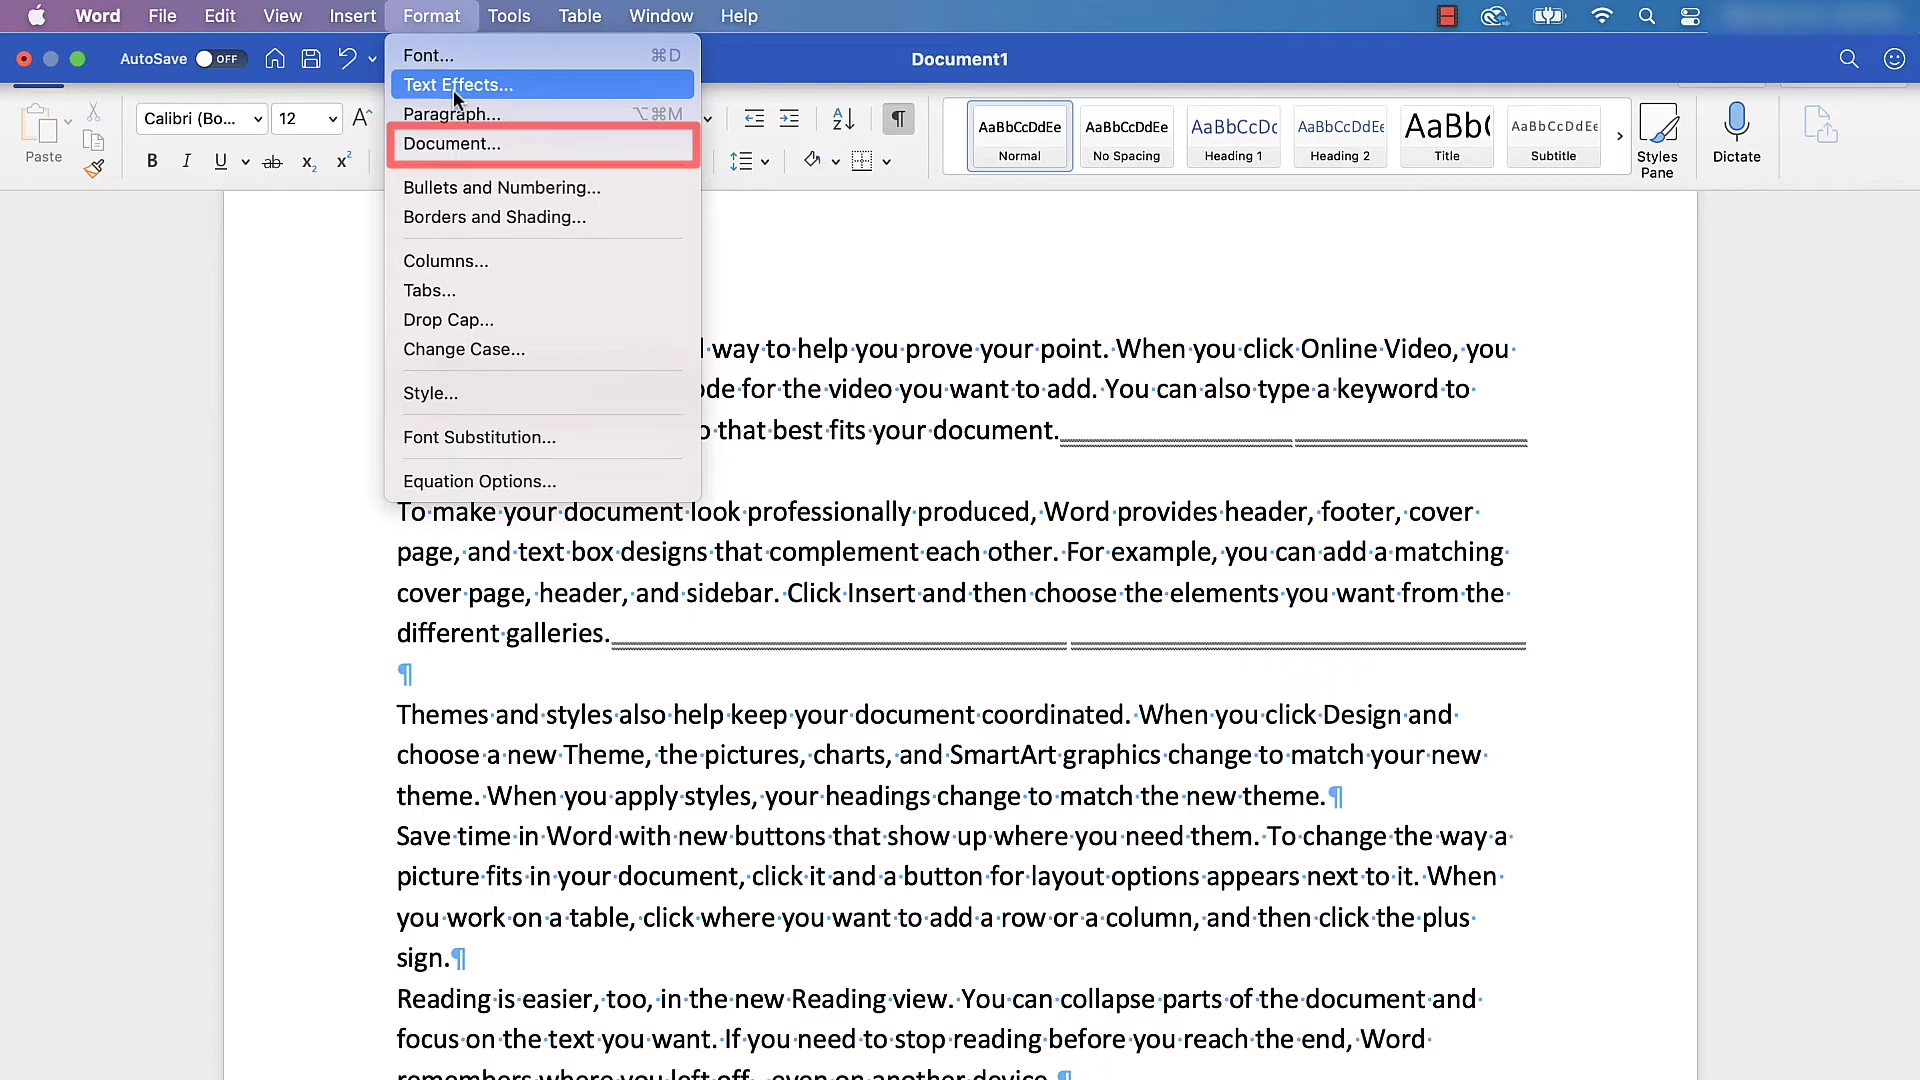 Word File Edit View Insert Format Tools Table Window Help
AutoSave OFF Document1
Font... ⌘D
Text Effects...
Paragraph... ⌥⌘M
Document...
Bullets and Numbering...
Borders and Shading...
Columns...
Tabs...
Drop Cap...
Change Case...
Style...
Font Substitution...
Equation Options...
Paste
Calibri (Bo... 12 A
B I U ab x₂ x²
A Z ¶
AaBbCcDdEe
Normal
AaBbCcDdEe
No Spacing
AaBbCcDc
Heading 1
AaBbCcDdEe
Heading 2
AaBb(
Title
AaBbCcDdEe
Subtitle
Styles
Pane
Dictate
way to help you prove your point. When you click Online Video, you
de for the video you want to add. You can also type a keyword to
that best fits your document.
To make your document look professionally produced, Word provides header, footer, cover
page, and text box designs that complement each other. For example, you can add a matching
cover page, header, and sidebar. Click Insert and then choose the elements you want from the
different galleries.
¶
Themes and styles also help keep your document coordinated. When you click Design and
choose a new Theme, the pictures, charts, and SmartArt graphics change to match your new
theme. When you apply styles, your headings change to match the new theme.¶
Save time in Word with new buttons that show up where you need them. To change the way a
picture fits in your document, click it and a button for layout options appears next to it. When
you work on a table, click where you want to add a row or a column, and then click the plus
sign.¶
Reading is easier, too, in the new Reading view. You can collapse parts of the document and
focus on the text you want. If you need to stop reading before you reach the end, Word
remembers where you left off - even on another device.¶